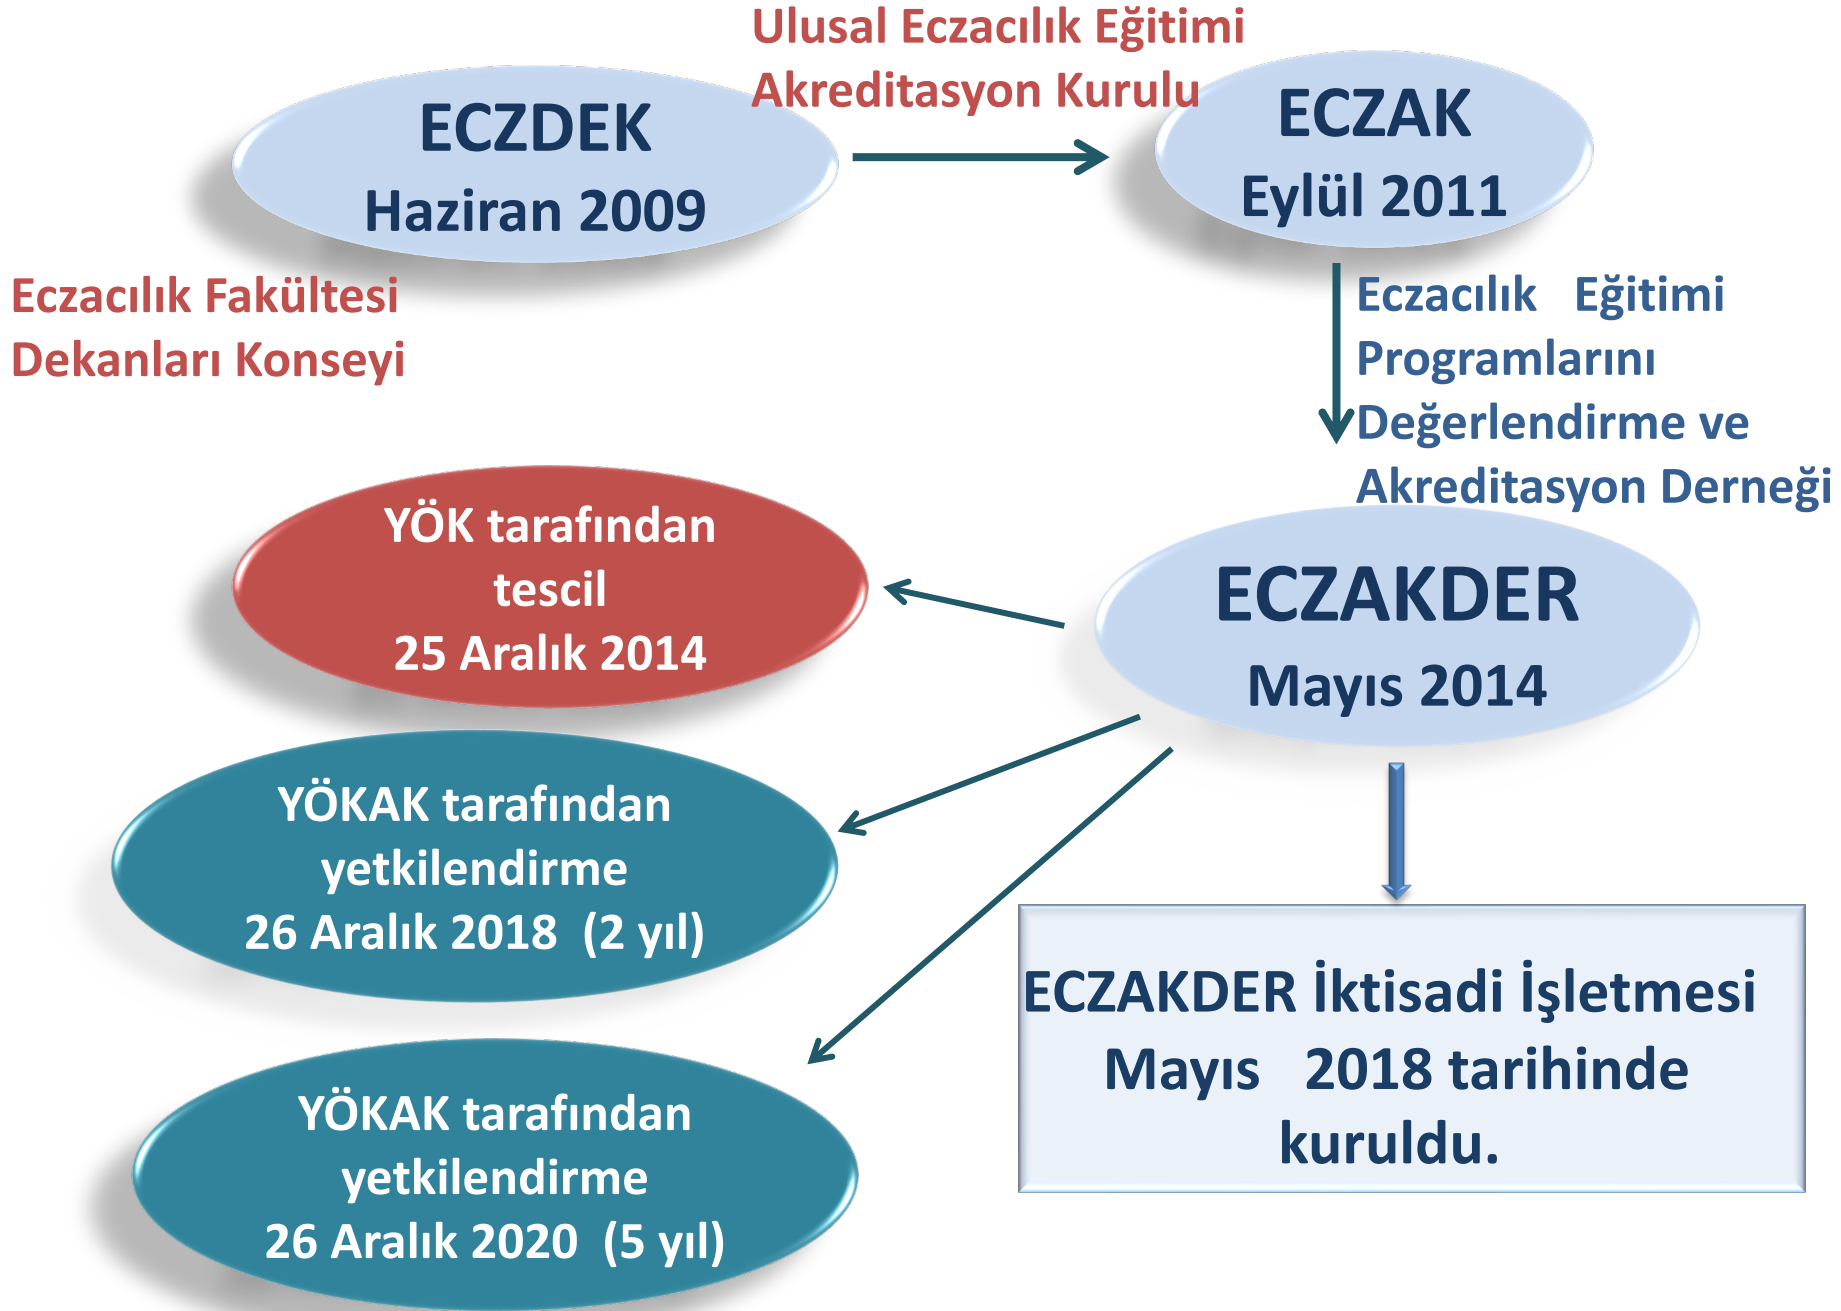 Ulusal Eczacılık Eğitimi
Akreditasyon Kurulu
ECZDEK
Haziran 2009
ECZAK
Eylül 2011
Eczacılık Fakültesi
Dekanları Konseyi
Eczacılık Eğitimi
Programlarını
Değerlendirme ve
Akreditasyon Derneği
YÖK tarafından
tescil
25 Aralık 2014
ECZAKDER
Mayıs 2014
YÖKAK tarafından
yetkilendirme
26 Aralık 2018 (2 yıl)
ECZAKDER İktisadi İşletmesi
Mayıs 2018 tarihinde
kuruldu.
YÖKAK tarafından
yetkilendirme
26 Aralık 2020 (5 yıl)